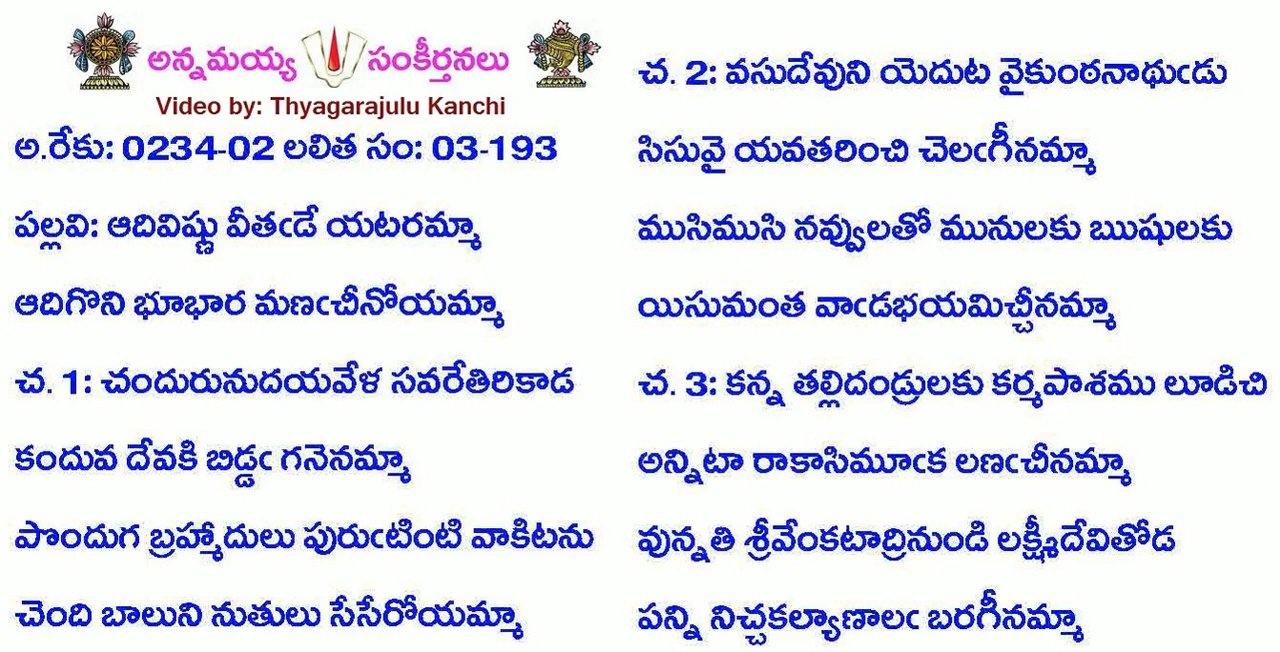 అన్నమయ్య సంకీర్తనలు
Video by: Thyagarajulu Kanchi
అ.రేకు: 0234-02 లలిత సం: 03-193
పల్లవి: ఆదివిష్ణు వీతఁడే యటరమ్మా
ఆదిగొని భూభార మణఁచీనోయమ్మా
చ. 1: చందురునుదయవేళ సవరేతిరికాడ
కందువ దేవకి బిడ్డఁ గనెనమ్మా
పొందుగ బ్రహ్మాదులు పురుఁటింటి వాకిటను
చెంది బాలుని నుతులు సేసేరోయమ్మా
చ. 2: వసుదేవుని యెదుట వైకుంఠనాథుఁడు
సిసువై యవతరించి చెలఁగీనమ్మా
ముసిముసి నవ్వులతో మునులకు ఋషులకు
యిసుమంత వాఁడభయమిచ్చీనమ్మా
చ. 3: కన్న తల్లిదండ్రులకు కర్మపాశము లూడిచి
అన్నిటా రాకాసిమూఁక లణఁచీనమ్మా
వున్నతి శ్రీవేంకటాద్రినుండి లక్ష్మీదేవితోడ
పన్ని నిచ్చకల్యాణాలఁ బరగీనమ్మా